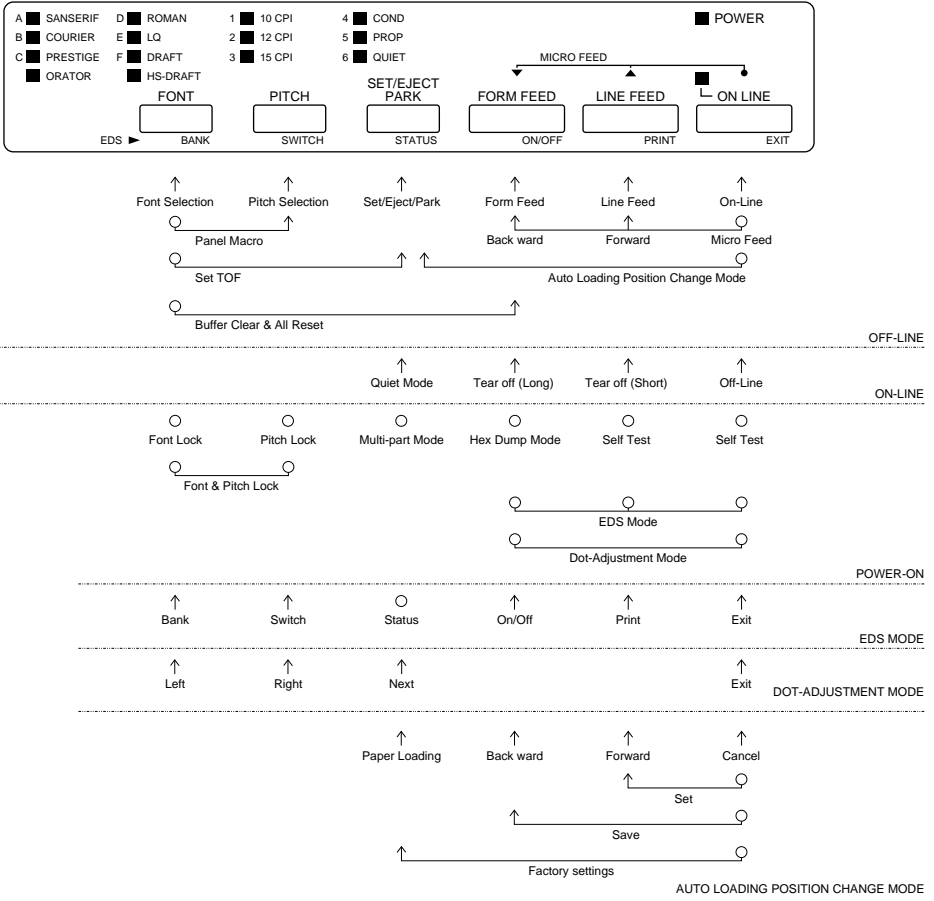 A SANSERIF D ROMAN 1 10 CPI 4 COND POWER
B COURIER E LQ 2 12 CPI 5 PROP
C PRESTIGE F DRAFT 3 15 CPI 6 QUIET MICRO FEED
ORATOR HS-DRAFT
FONT PITCH SET/EJECT PARK FORM FEED LINE FEED ON LINE
EDS BANK SWITCH STATUS ON/OFF PRINT EXIT
Font Selection Pitch Selection Set/Eject/Park Form Feed Line Feed On-Line
Panel Macro Back ward Forward Micro Feed
Set TOF Auto Loading Position Change Mode
Buffer Clear & All Reset
OFF-LINE
Quiet Mode Tear off (Long) Tear off (Short) Off-Line
ON-LINE
Font Lock Pitch Lock Multi-part Mode Hex Dump Mode Self Test Self Test
Font & Pitch Lock
EDS Mode
Dot-Adjustment Mode
POWER-ON
Bank Switch Status On/Off Print Exit
EDS MODE
Left Right Next Exit
DOT-ADJUSTMENT MODE
Paper Loading Back ward Forward Cancel
Set
Save
Factory settings
AUTO LOADING POSITION CHANGE MODE